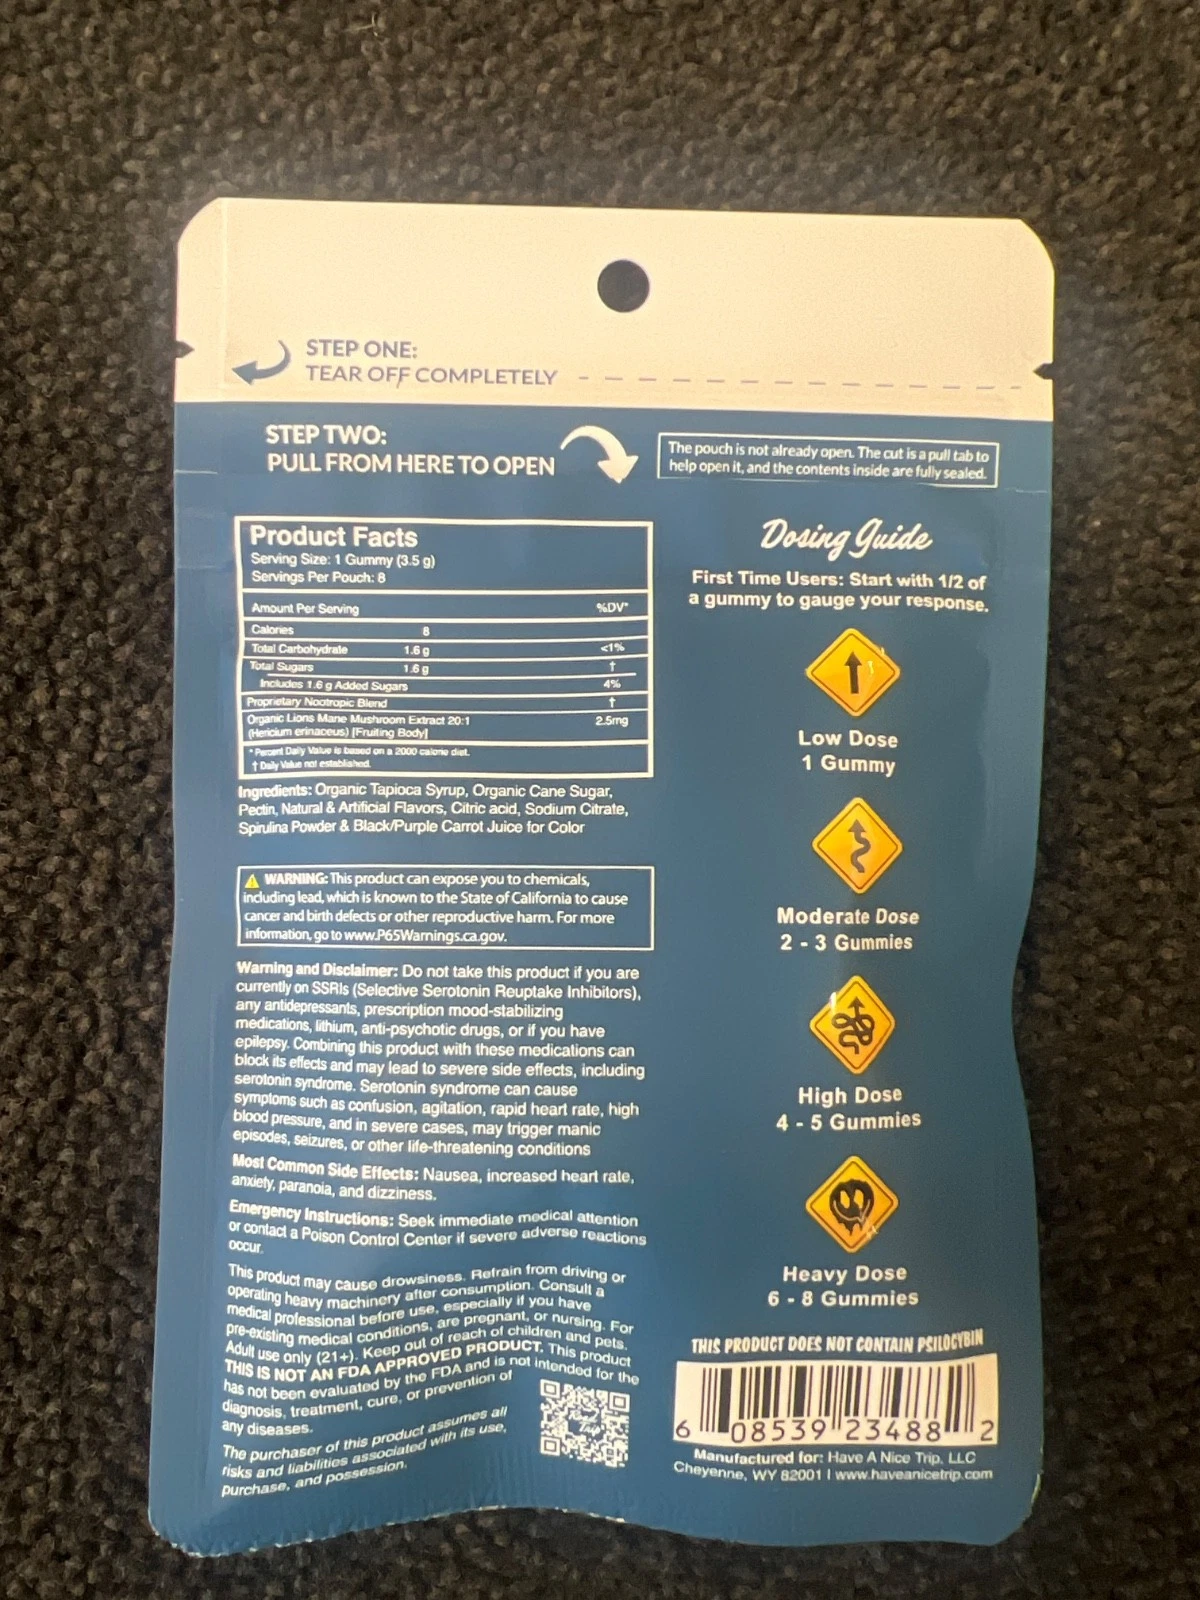 STEP ONE:
TEAR OFF COMPLETELY
STEP TWO:
PULL FROM HERE TO OPEN
The pouch is not already open. The cut is a pull tab to
help open it, and the contents inside are fully sealed.
Product Facts
Serving Size: 1 Gummy (3.5 g)
Servings Per Pouch: 8
Amount Per Serving %DV*
Calories 8
Total Carbohydrate 1.6 g <1%
Total Sugars 1.6 g †
Includes 1.6 g Added Sugars 4%
Proprietary Nootropic Blend †
Organic Lions Mane Mushroom Extract 20:1 2.5mg
(Hericium erinaceus) [Fruiting Body]
* Percent Daily Value is based on a 2000 calorie diet.
† Daily Value not established.
Ingredients: Organic Tapioca Syrup, Organic Cane Sugar,
Pectin, Natural & Artificial Flavors, Citric acid, Sodium Citrate,
Spirulina Powder & Black/Purple Carrot Juice for Color
WARNING: This product can expose you to chemicals,
including lead, which is known to the State of California to cause
cancer and birth defects or other reproductive harm. For more
information, go to www.P65Warnings.ca.gov.
Warning and Disclaimer: Do not take this product if you are
currently on SSRIs (Selective Serotonin Reuptake Inhibitors),
any antidepressants, prescription mood-stabilizing
medications, lithium, anti-psychotic drugs, or if you have
epilepsy. Combining this product with these medications can
block its effects and may lead to severe side effects, including
serotonin syndrome. Serotonin syndrome can cause
symptoms such as confusion, agitation, rapid heart rate, high
blood pressure, and in severe cases, may trigger manic
episodes, seizures, or other life-threatening conditions
Most Common Side Effects: Nausea, increased heart rate,
anxiety, paranoia, and dizziness.
Emergency Instructions: Seek immediate medical attention
or contact a Poison Control Center if severe adverse reactions
occur.
This product may cause drowsiness. Refrain from driving or
operating heavy machinery after consumption. Consult a
medical professional before use, especially if you have
pre-existing medical conditions, are pregnant, or nursing. For
Adult use only (21+). Keep out of reach of children and pets.
THIS IS NOT AN FDA APPROVED PRODUCT. This product
has not been evaluated by the FDA and is not intended for the
diagnosis, treatment, cure, or prevention of
any diseases.
The purchaser of this product assumes all
risks and liabilities associated with its use,
purchase, and possession.
Road
Trip
Dosing Guide
First Time Users: Start with 1/2 of
a gummy to gauge your response.
Low Dose
1 Gummy
Moderate Dose
2 - 3 Gummies
High Dose
4 - 5 Gummies
Heavy Dose
6 - 8 Gummies
THIS PRODUCT DOES NOT CONTAIN PSILOCYBIN
6 08539 23488 2
Manufactured for: Have A Nice Trip, LLC
Cheyenne, WY 82001 | www.haveanicetrip.com